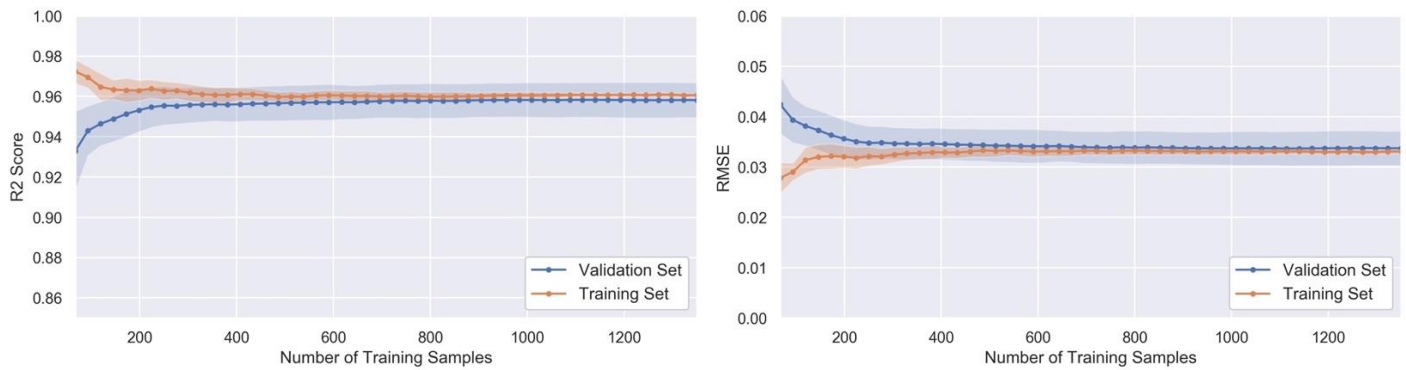 1.00
0.98
0.96
0.94
0.92
0.90
0.88
0.86
R2 Score
200 400 600 800 1000 1200
Number of Training Samples
Validation Set
Training Set
0.06
0.05
0.04
0.03
0.02
0.01
0.00
RMSE
200 400 600 800 1000 1200
Number of Training Samples
Validation Set
Training Set